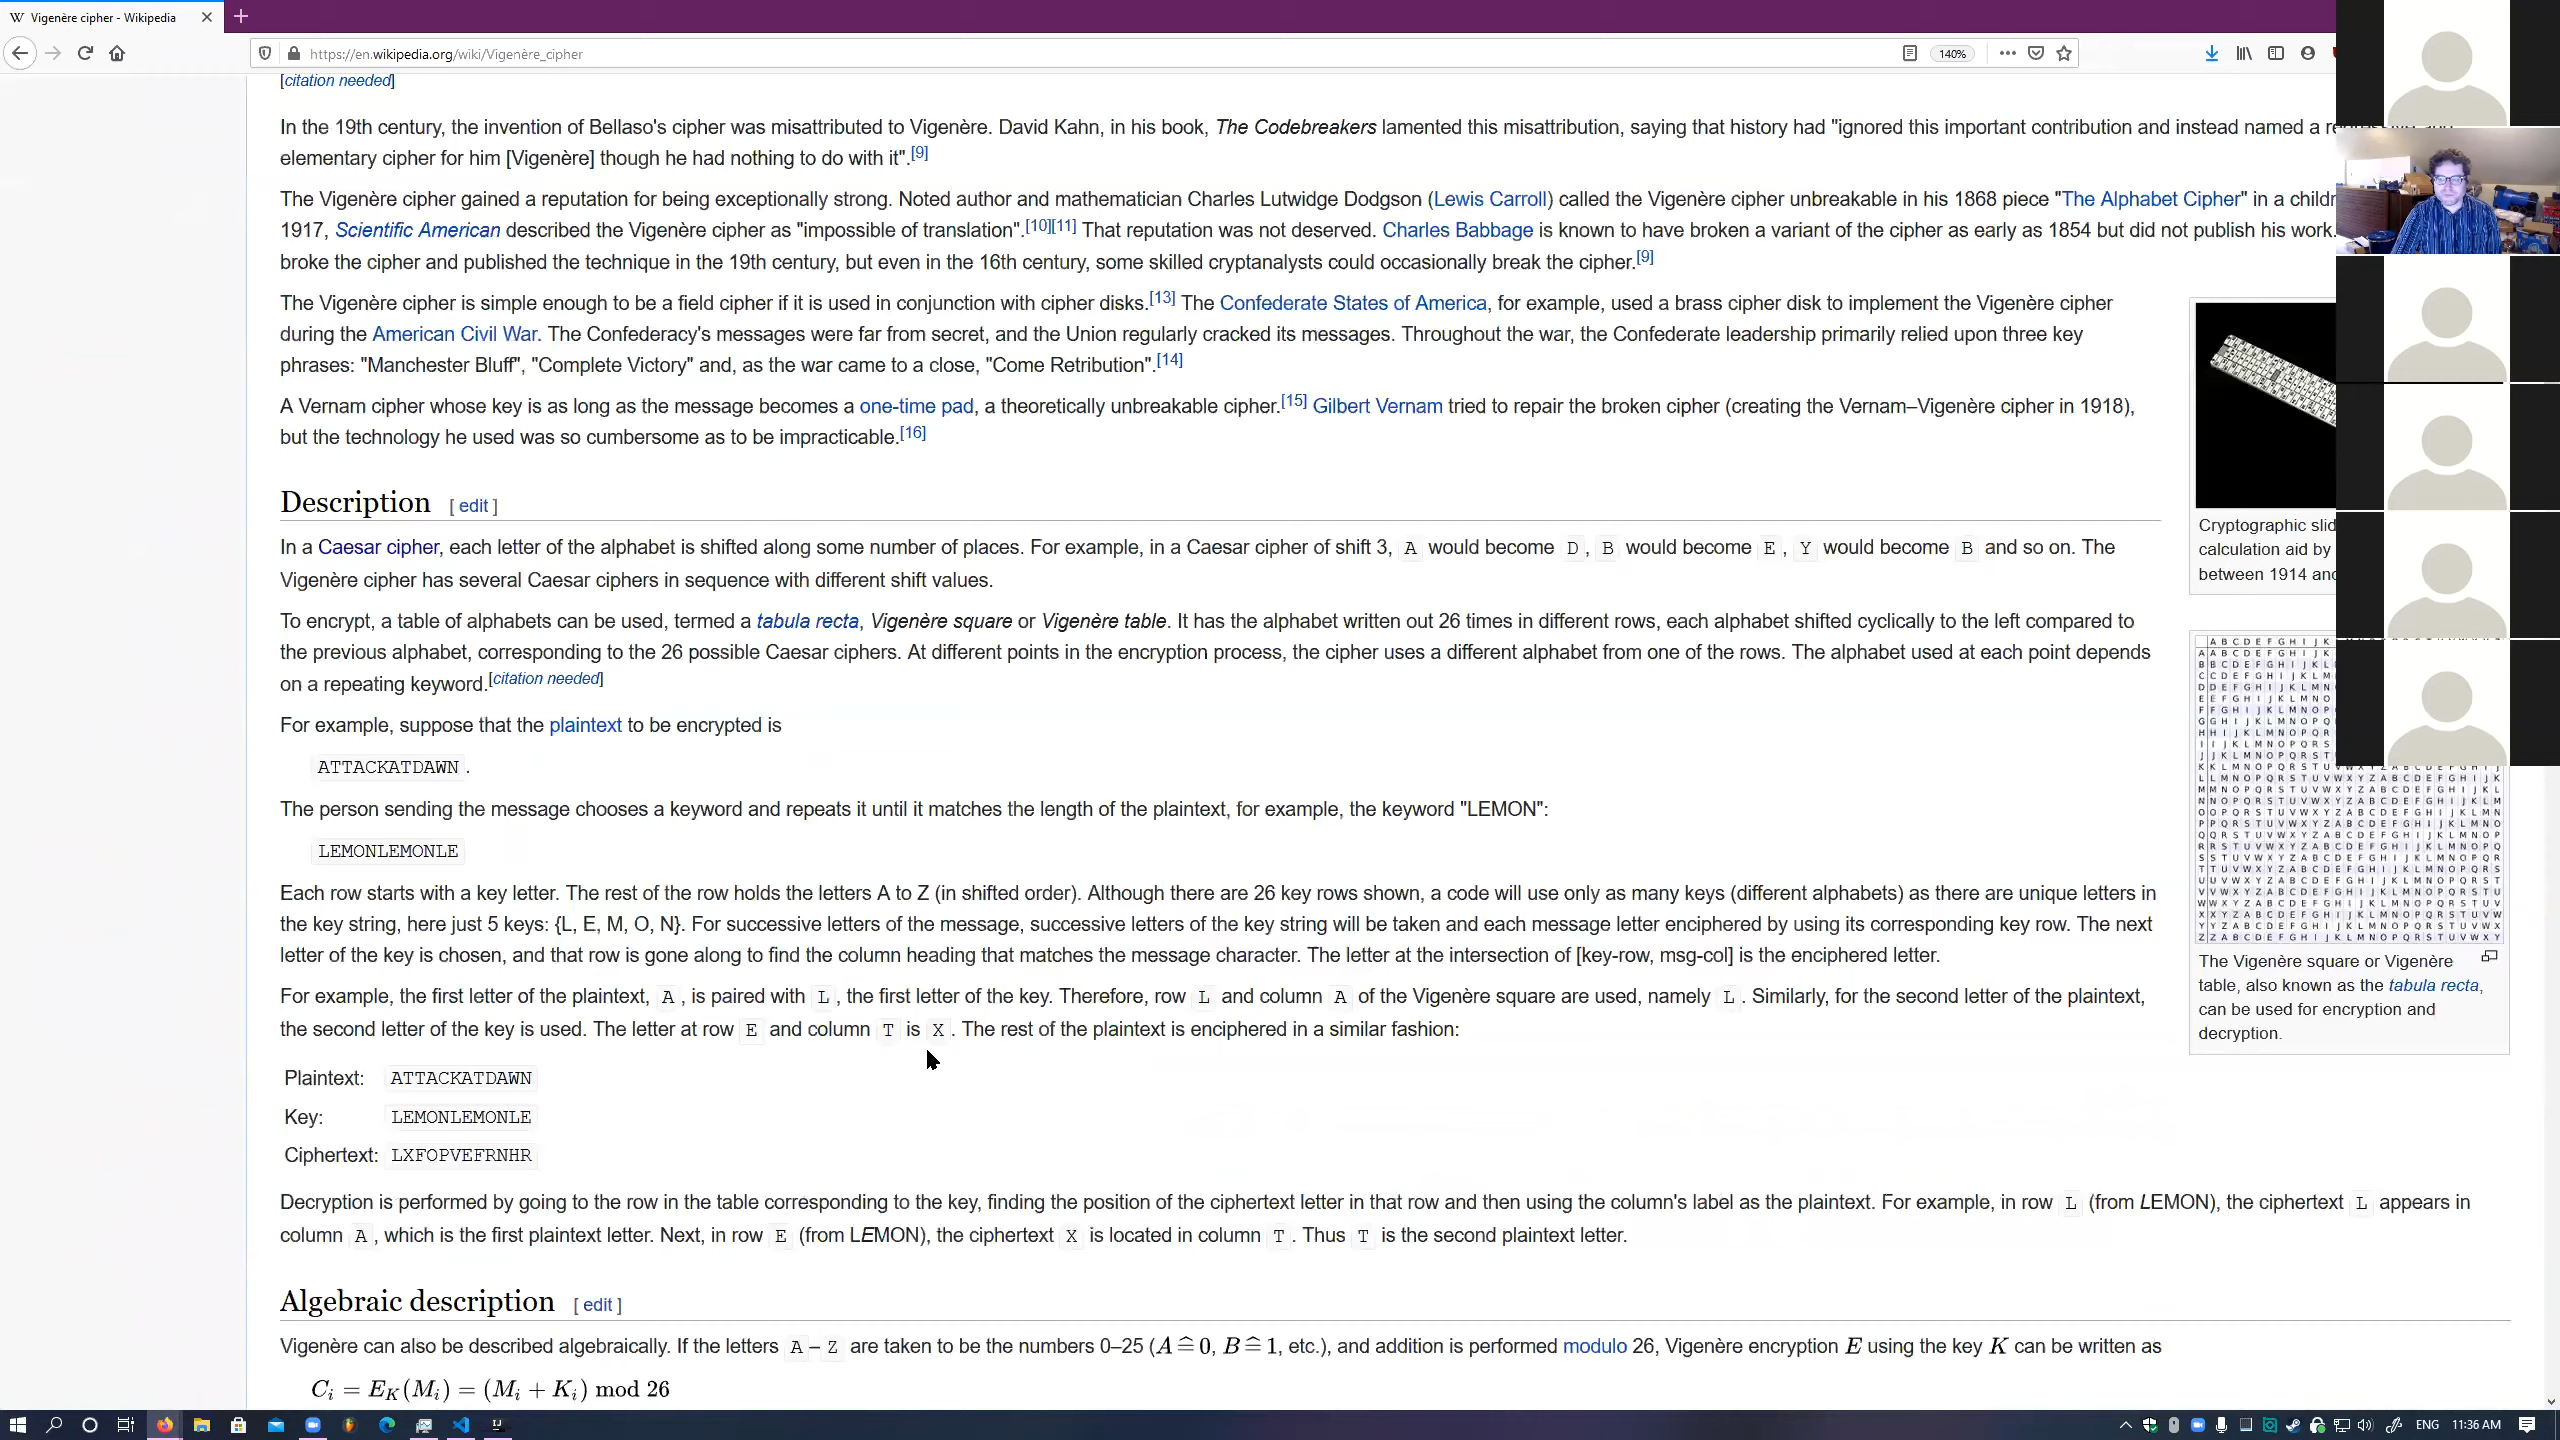 Vigenère cipher - Wikipedia
https://en.wikipedia.org/wiki/Vigenère_cipher
140%
[citation needed]
In the 19th century, the invention of Bellaso's cipher was misattributed to Vigenère. David Kahn, in his book, The Codebreakers lamented this misattribution, saying that history had "ignored this important contribution and instead named a
elementary cipher for him [Vigenère] though he had nothing to do with it".[9]
The Vigenère cipher gained a reputation for being exceptionally strong. Noted author and mathematician Charles Lutwidge Dodgson (Lewis Carroll) called the Vigenère cipher unbreakable in his 1868 piece "The Alphabet Cipher" in a
1917, Scientific American described the Vigenère cipher as "impossible of translation".[10][11] That reputation was not deserved. Charles Babbage is known to have broken a variant of the cipher as early as 1854 but did not publish his work.
broke the cipher and published the technique in the 19th century, but even in the 16th century, some skilled cryptanalysts could occasionally break the cipher.[9]
The Vigenère cipher is simple enough to be a field cipher if it is used in conjunction with cipher disks.[13] The Confederate States of America, for example, used a brass cipher disk to implement the Vigenère cipher
during the American Civil War. The Confederacy's messages were far from secret, and the Union regularly cracked its messages. Throughout the war, the Confederate leadership primarily relied upon three key
phrases: "Manchester Bluff", "Complete Victory" and, as the war came to a close, "Come Retribution".[14]
A Vernam cipher whose key is as long as the message becomes a one-time pad, a theoretically unbreakable cipher.[15] Gilbert Vernam tried to repair the broken cipher (creating the Vernam–Vigenère cipher in 1918),
but the technology he used was so cumbersome as to be impracticable.[16]
Cryptographic
calculation aid by
between 1914
Description [ edit ]
In a Caesar cipher, each letter of the alphabet is shifted along some number of places. For example, in a Caesar cipher of shift 3, A would become D, B would become E, Y would become B and so on. The
Vigenère cipher has several Caesar ciphers in sequence with different shift values.
To encrypt, a table of alphabets can be used, termed a tabula recta, Vigenère square or Vigenère table. It has the alphabet written out 26 times in different rows, each alphabet shifted cyclically to the left compared to
the previous alphabet, corresponding to the 26 possible Caesar ciphers. At different points in the encryption process, the cipher uses a different alphabet from one of the rows. The alphabet used at each point depends
on a repeating keyword.[citation needed]
For example, suppose that the plaintext to be encrypted is
ATTACKATDAWN.
The person sending the message chooses a keyword and repeats it until it matches the length of the plaintext, for example, the keyword "LEMON":
LEMONLEMONLE
Each row starts with a key letter. The rest of the row holds the letters A to Z (in shifted order). Although there are 26 key rows shown, a code will use only as many keys (different alphabets) as there are unique letters in
the key string, here just 5 keys: {L, E, M, O, N}. For successive letters of the message, successive letters of the key string will be taken and each message letter enciphered by using its corresponding key row. The next
letter of the key is chosen, and that row is gone along to find the column heading that matches the message character. The letter at the intersection of [key-row, msg-col] is the enciphered letter.
The Vigenère square or Vigenère
table, also known as the tabula recta,
can be used for encryption and
decryption.
For example, the first letter of the plaintext, A, is paired with L, the first letter of the key. Therefore, row L and column A of the Vigenère square are used, namely L. Similarly, for the second letter of the plaintext,
the second letter of the key is used. The letter at row E and column T is X. The rest of the plaintext is enciphered in a similar fashion:
Plaintext: ATTACKATDAWN
Key: LEMONLEMONLE
Ciphertext: LXFOPVEFRNHR
Decryption is performed by going to the row in the table corresponding to the key, finding the position of the ciphertext letter in that row and then using the column's label as the plaintext. For example, in row L (from LEMON), the ciphertext L appears in
column A, which is the first plaintext letter. Next, in row E (from LEMON), the ciphertext X is located in column T. Thus T is the second plaintext letter.
Algebraic description [ edit ]
Vigenère can also be described algebraically. If the letters A–Z are taken to be the numbers 0–25 (A ≙ 0, B ≙ 1, etc.), and addition is performed modulo 26, Vigenère encryption E using the key K can be written as
C_i = E_K(M_i) = (M_i + K_i) mod 26
ENG 11:36 AM